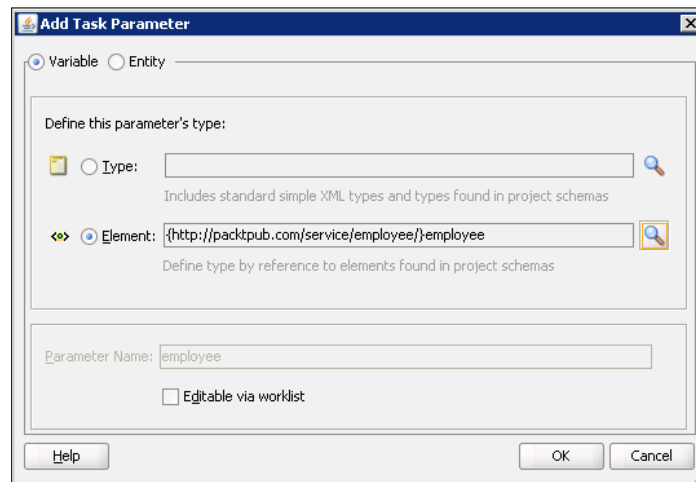 Add Task Parameter
Variable Entity
Define this parameter's type:
Type:
Includes standard simple XML types and types found in project schemas
Element: {http://packtpub.com/service/employee/}employee
Define type by reference to elements found in project schemas
Parameter Name: employee
Editable via worklist
Help OK Cancel